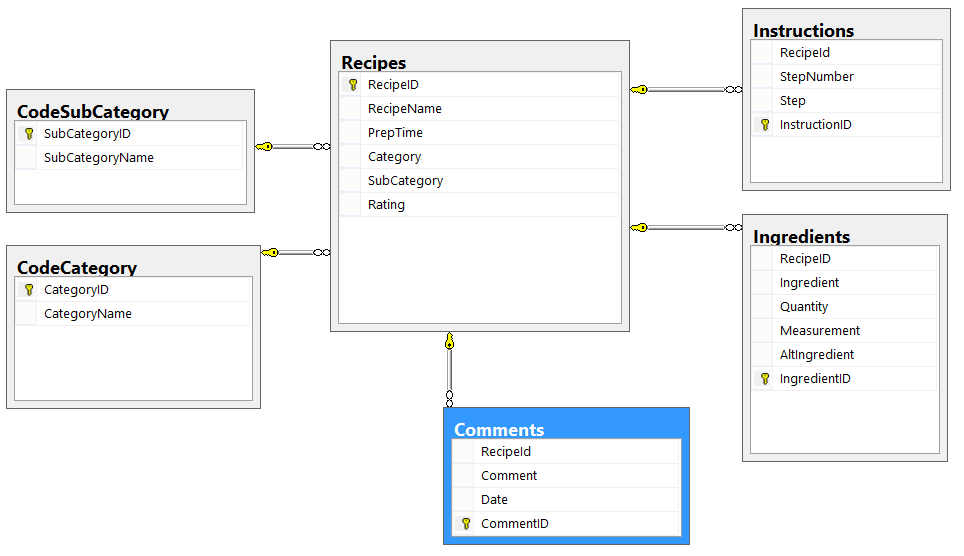 CodeSubCategory
SubCategoryID
SubCategoryName
CodeCategory
CategoryID
CategoryName
Recipes
RecipeID
RecipeName
PrepTime
Category
SubCategory
Rating
Comments
RecipeId
Comment
Date
CommentID
Instructions
RecipeId
StepNumber
Step
InstructionID
Ingredients
RecipeID
Ingredient
Quantity
Measurement
AltIngredient
IngredientID